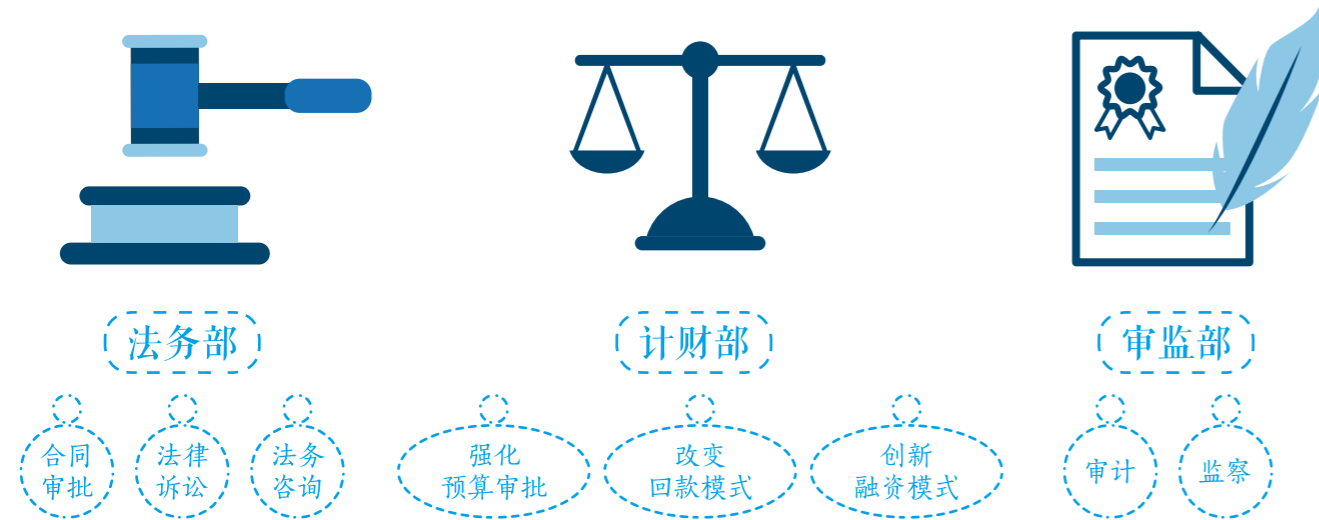 法务部
计财部
审监部
合同
审批
法律
诉讼
法务
咨询
强化
预算审批
改变
回款模式
创新
融资模式
审计
监察